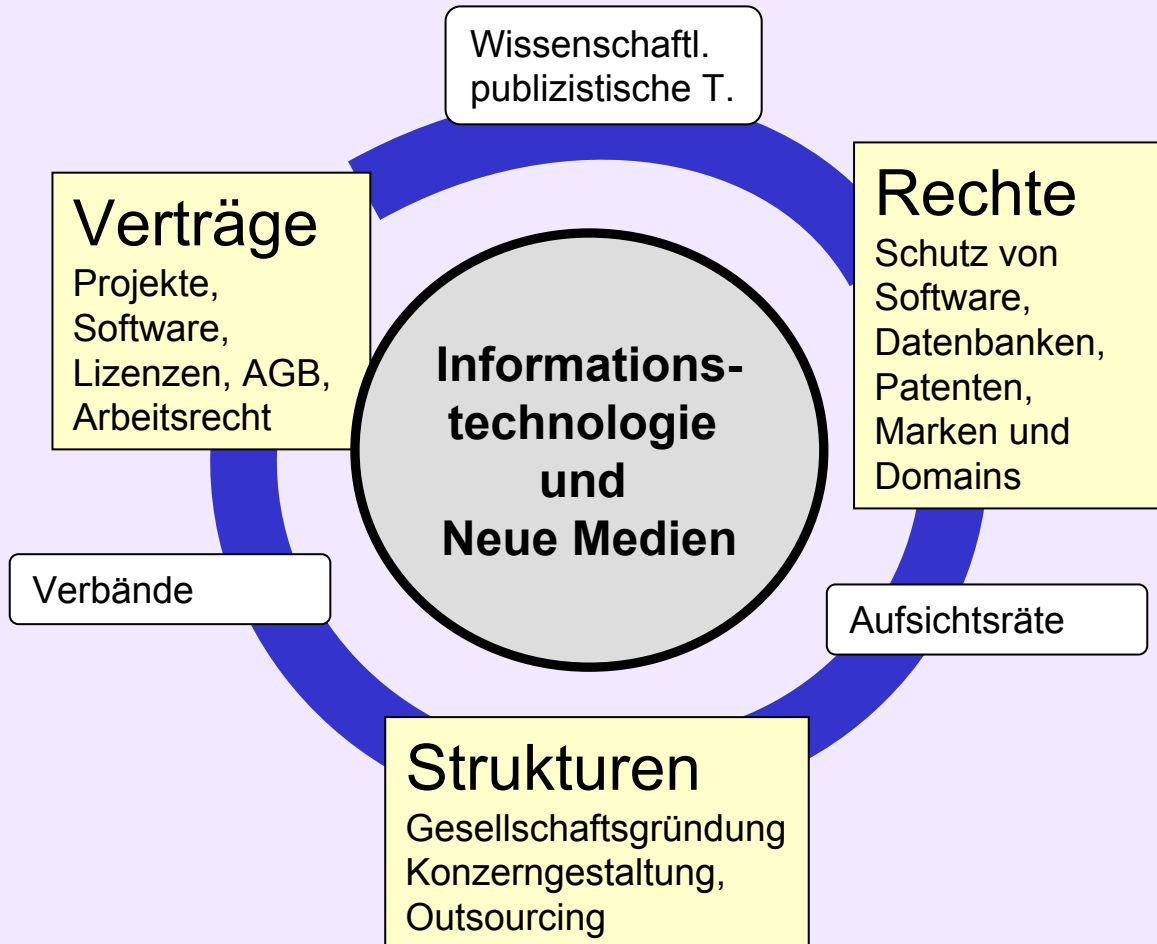 Wissenschaftl.
publizistische T.
Verträge
Projekte,
Software,
Lizenzen, AGB,
Arbeitsrecht
Rechte
Schutz von
Software,
Datenbanken,
Patenten,
Marken und
Domains
Informations-
technologie
und
Neue Medien
Verbände
Aufsichtsräte
Strukturen
Gesellschaftsgründung
Konzerngestaltung,
Outsourcing